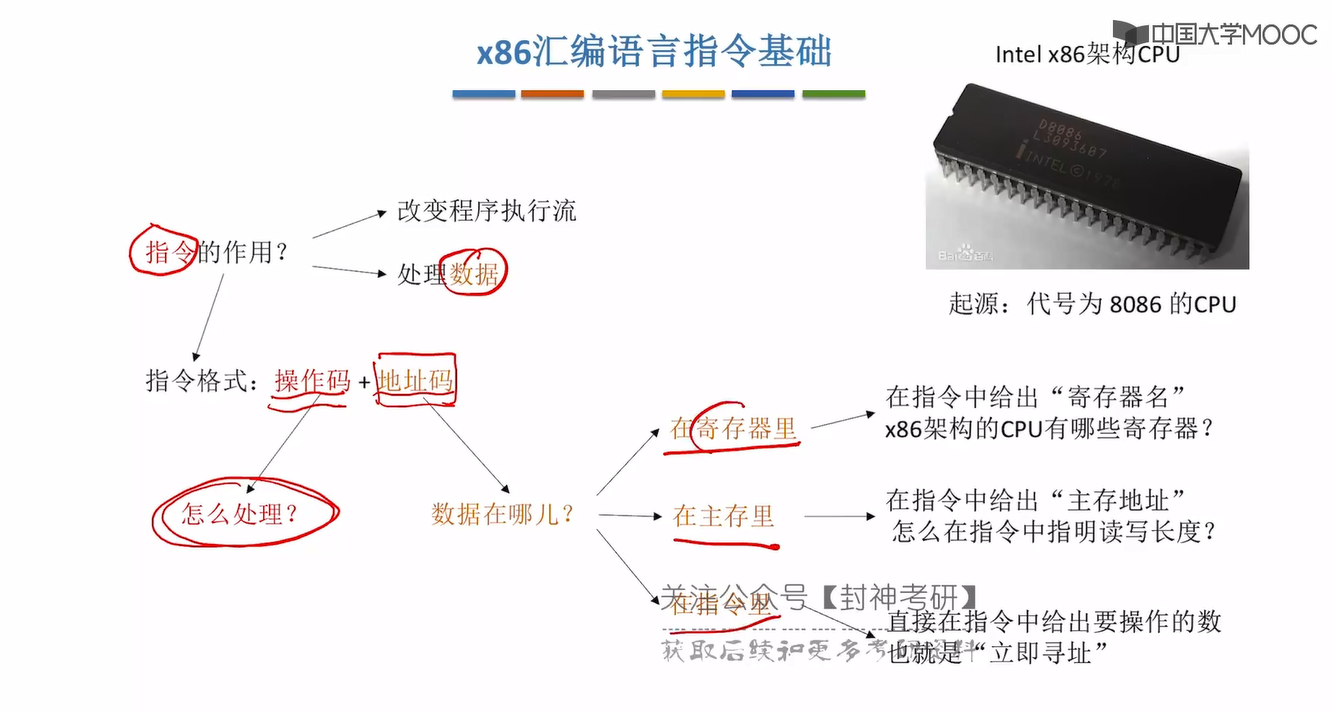 中国大学MOOC
x86汇编语言指令基础
Intel x86架构CPU
D8086
L3093607
INTEL©1978
Bai百科
起源：代号为 8086 的CPU
改变程序执行流
指令的作用？
处理数据
指令格式：操作码 + 地址码
怎么处理？
数据在哪儿？
在寄存器里
在指令中给出“寄存器名”
x86架构的CPU有哪些寄存器？
在主存里
在指令中给出“主存地址”
怎么在指令中指明读写长度？
在指令里
直接在指令中给出要操作的数
也就是“立即寻址”
关注公众号【封神考研】
获取后续和更多考研资料